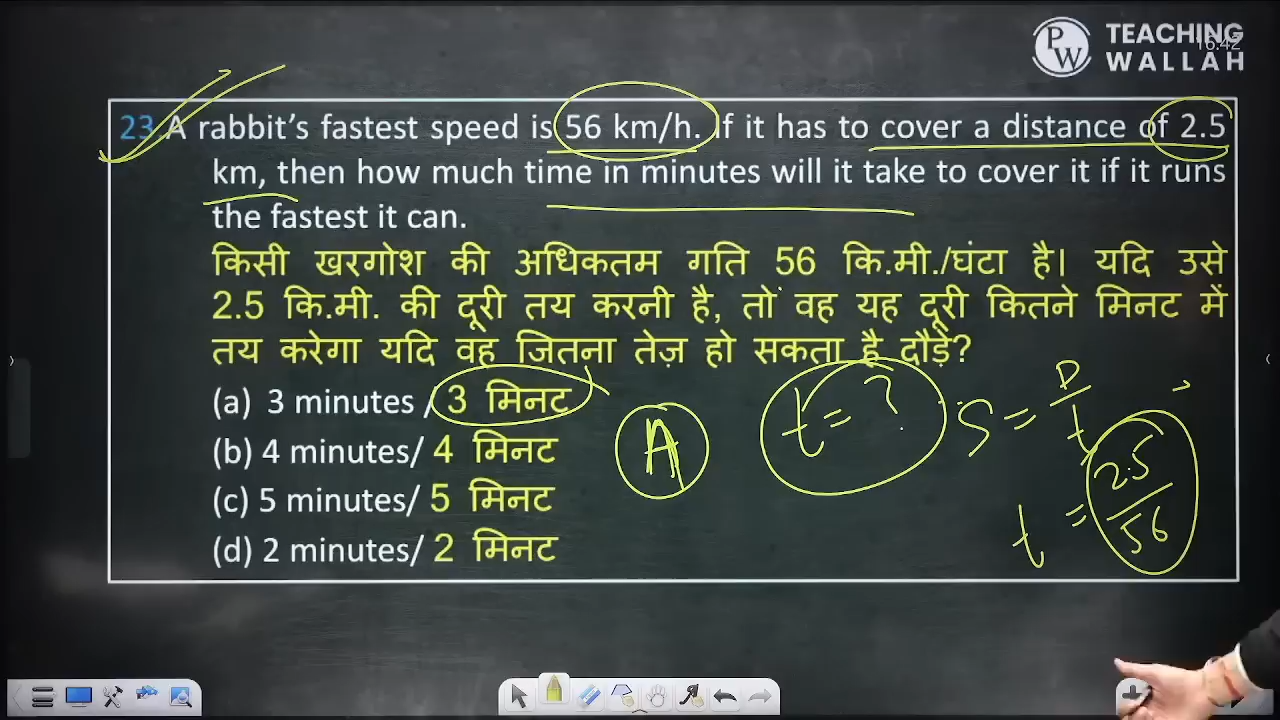 PW TEACHING
WALLAH
16:42
23 A rabbit's fastest speed is 56 km/h. If it has to cover a distance of 2.5
km, then how much time in minutes will it take to cover it if it runs
the fastest it can.
किसी खरगोश की अधिकतम गति 56 कि.मी./घंटा है। यदि उसे
2.5 कि.मी. की दूरी तय करनी है, तो वह यह दूरी कितने मिनट में
तय करेगा यदि वह जितना तेज़ हो सकता है दौड़े?
(a) 3 minutes / 3 मिनट
(b) 4 minutes/ 4 मिनट
(c) 5 minutes/ 5 मिनट
(d) 2 minutes/ 2 मिनट
A
t = ?
S = D/t
t = 2.5/56